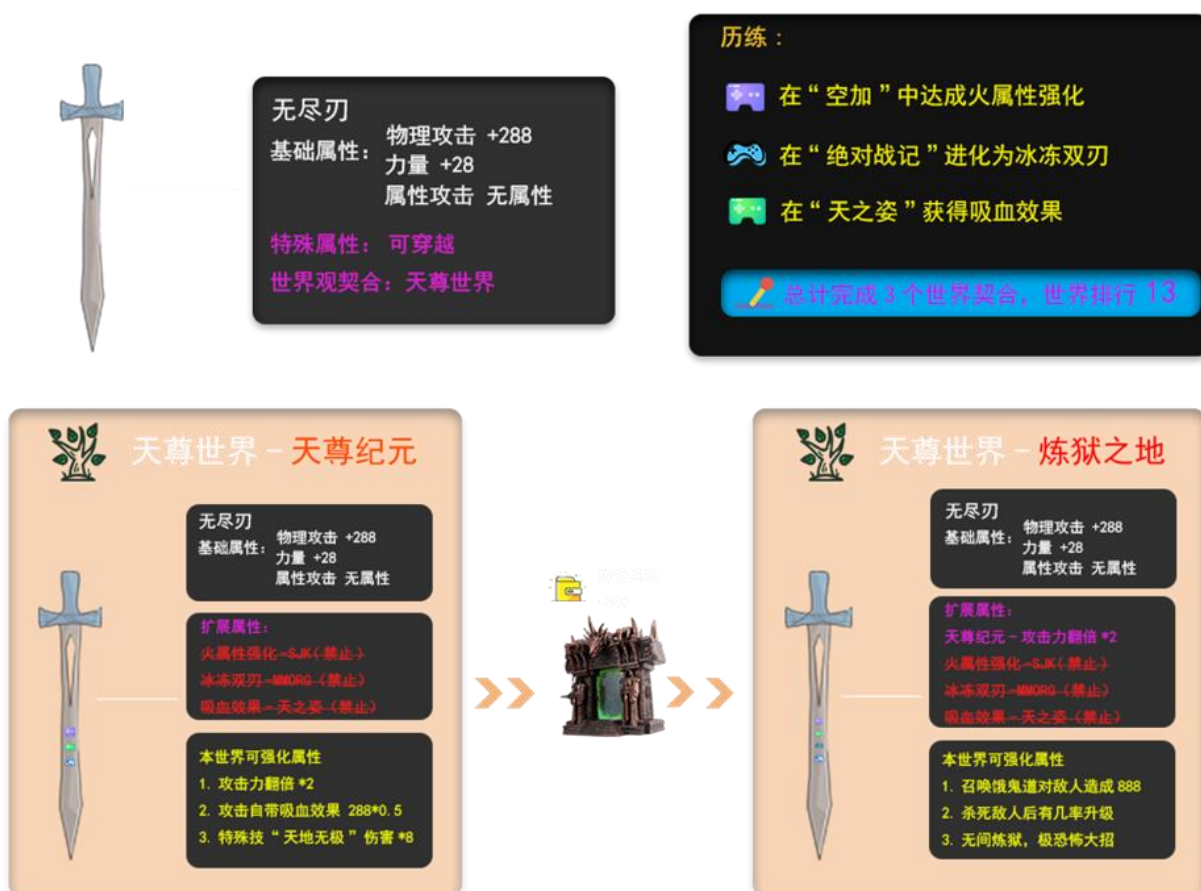 无尽刃
基础属性： 物理攻击 +288
力量 +28
属性攻击 无属性
特殊属性： 可穿越
世界观契合：天尊世界
历练：
在“空加”中达成火属性强化
在“绝对战记”进化为冰冻双刃
在“天之姿”获得吸血效果
总计完成 3 个世界契合，世界排行 13
天尊世界 - 天尊纪元
无尽刃
基础属性： 物理攻击 +288
力量 +28
属性攻击 无属性
扩展属性：
火属性强化-SJK（禁止）
冰冻双刃-MMORG（禁止）
吸血效果-天之姿（禁止）
本世界可强化属性
1. 攻击力翻倍 *2
2. 攻击自带吸血效果 288*0.5
3. 特殊技“天地无极”伤害 *8
天尊世界 - 炼狱之地
无尽刃
基础属性： 物理攻击 +288
力量 +28
属性攻击 无属性
扩展属性：
天尊纪元-攻击力翻倍 *2
火属性强化-SJK（禁止）
冰冻双刃-MMORG（禁止）
吸血效果-天之姿（禁止）
本世界可强化属性
1. 召唤饿鬼道对敌人造成 888
2. 杀死敌人后有几率升级
3. 无间炼狱，极恐怖大招